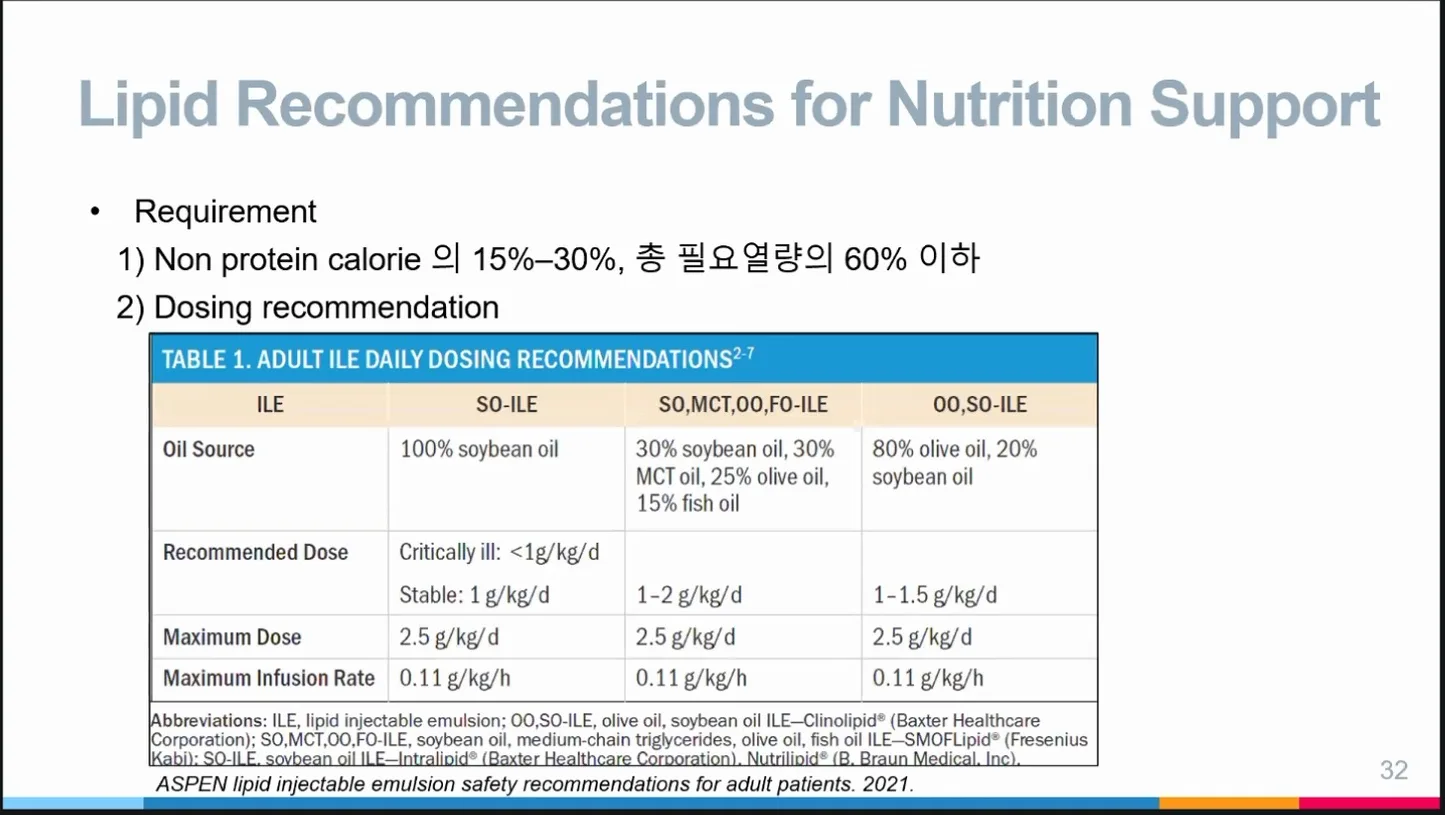 Lipid Recommendations for Nutrition Support
• Requirement
1) Non protein calorie 의 15%–30%, 총 필요열량의 60% 이하
2) Dosing recommendation
TABLE 1. ADULT ILE DAILY DOSING RECOMMENDATIONS2-7
ILE SO-ILE SO,MCT,OO,FO-ILE OO,SO-ILE
Oil Source 100% soybean oil 30% soybean oil, 30% 80% olive oil, 20%
MCT oil, 25% olive oil, soybean oil
15% fish oil
Recommended Dose Critically ill: <1g/kg/d
Stable: 1 g/kg/d 1–2 g/kg/d 1–1.5 g/kg/d
Maximum Dose 2.5 g/kg/d 2.5 g/kg/d 2.5 g/kg/d
Maximum Infusion Rate 0.11 g/kg/h 0.11 g/kg/h 0.11 g/kg/h
Abbreviations: ILE, lipid injectable emulsion; OO,SO-ILE, olive oil, soybean oil ILE—Clinolipid® (Baxter Healthcare
Corporation); SO,MCT,OO,FO-ILE, soybean oil, medium-chain triglycerides, olive oil, fish oil ILE—SMOFLipid® (Fresenius
Kabi); SO-ILE, soybean oil ILE—Intralipid® (Baxter Healthcare Corporation), Nutrilipid® (B. Braun Medical, Inc).
ASPEN lipid injectable emulsion safety recommendations for adult patients. 2021.
32